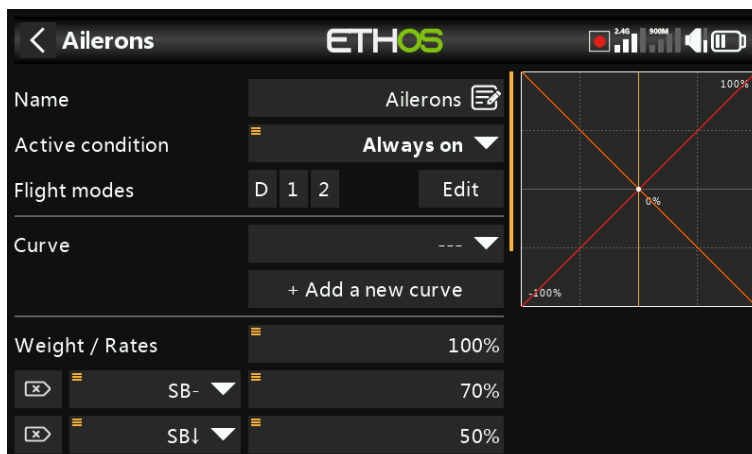 Ailerons
ETHOS
2.4G 900M
Name Ailerons
Active condition Always on
Flight modes D 1 2 Edit
Curve ---
+ Add a new curve
Weight / Rates 100%
SB- 70%
SB↓ 50%
100%
0%
-100%